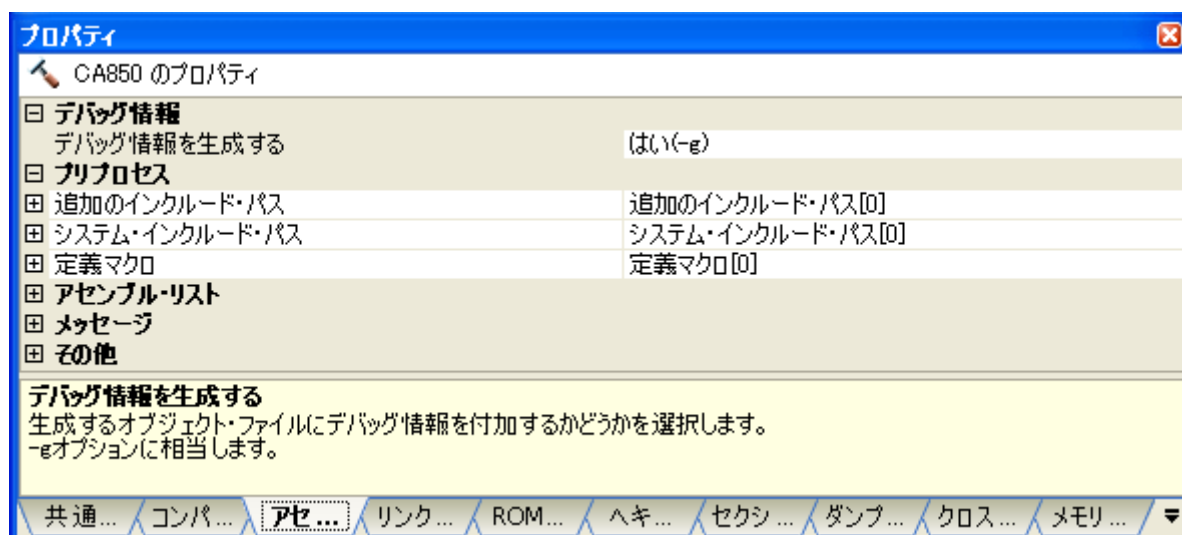 プロパティ
CA850 のプロパティ
デバッグ情報
デバッグ情報を生成する はい(-g)
プリプロセス
追加のインクルード・パス 追加のインクルード・パス[0]
システム・インクルード・パス システム・インクルード・パス[0]
定義マクロ 定義マクロ[0]
アセンブル・リスト
メッセージ
その他
デバッグ情報を生成する
生成するオブジェクト・ファイルにデバッグ情報を付加するかどうかを選択します。
-gオプションに相当します。
共通... コンパ... アセ... リンク... ROM... ヘキ... セクシ... ダンプ... クロス... メモリ...